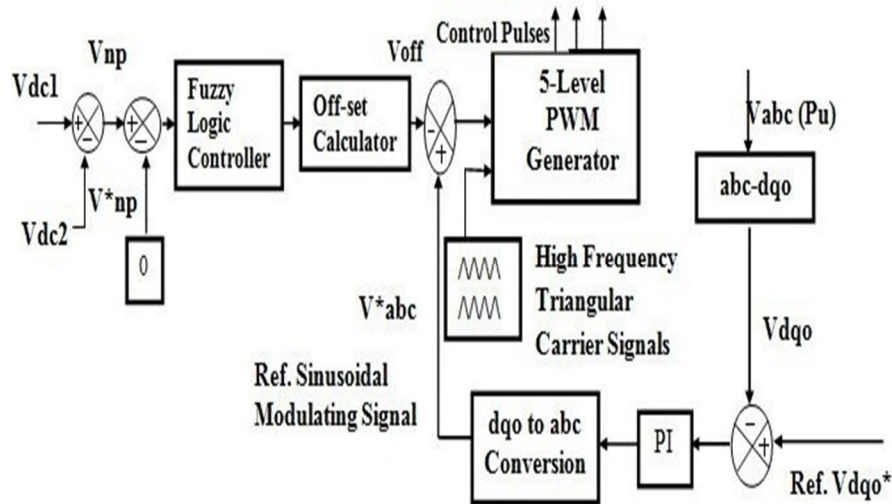 Vdc1
Vnp
Vdc2
V*np
0
Fuzzy
Logic
Controller
Off-set
Calculator
Voff
Control Pulses
5-Level
PWM
Generator
Vabc (Pu)
abc-dqo
High Frequency
Triangular
Carrier Signals
V*abc
Vdqo
Ref. Sinusoidal
Modulating Signal
dqo to abc
Conversion
PI
Ref. Vdqo*